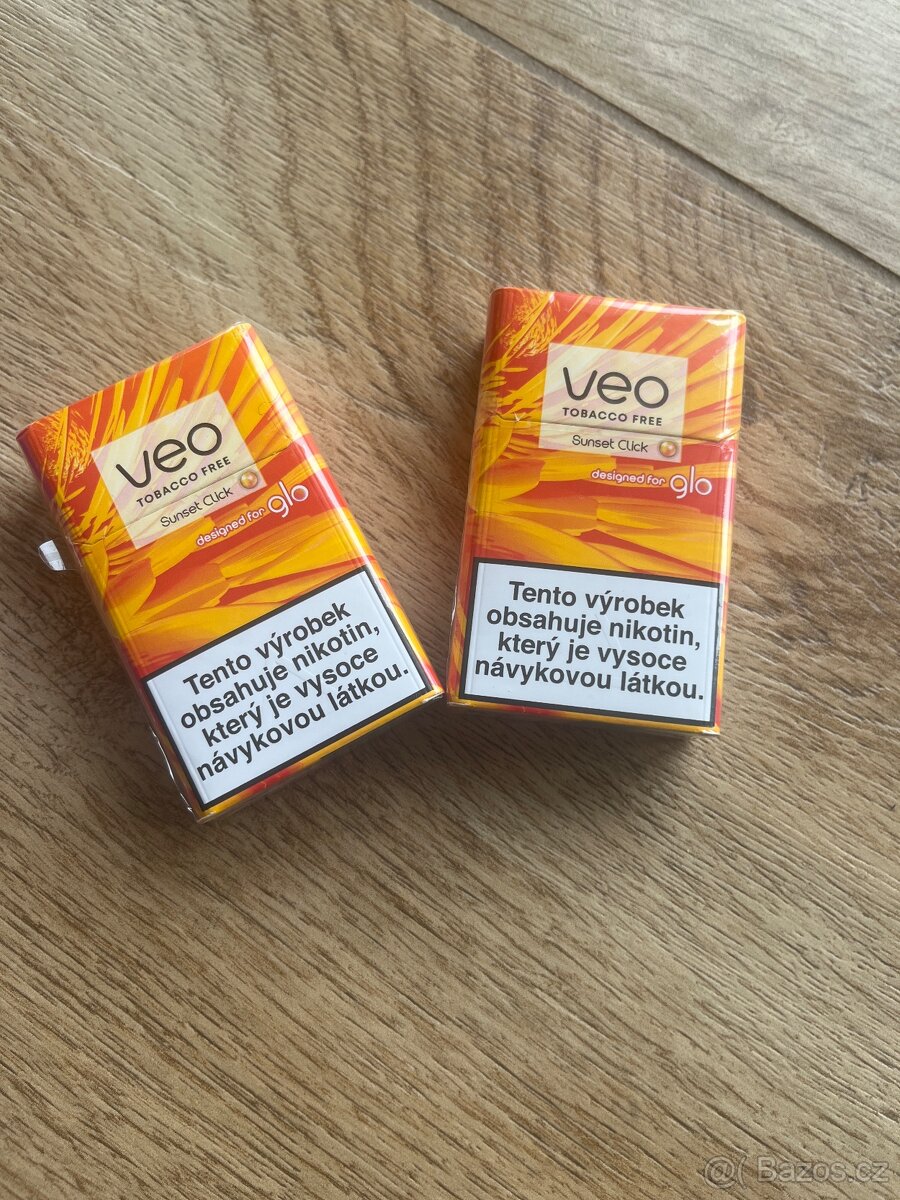 veo
TOBACCO FREE
Sunset Click
designed for glo
Tento výrobek
obsahuje nikotin,
který je vysoce
návykovou látkou.
veo
TOBACCO FREE
Sunset Click
designed for glo
Tento výrobek
obsahuje nikotin,
který je vysoce
návykovou látkou.
Bazos.cz